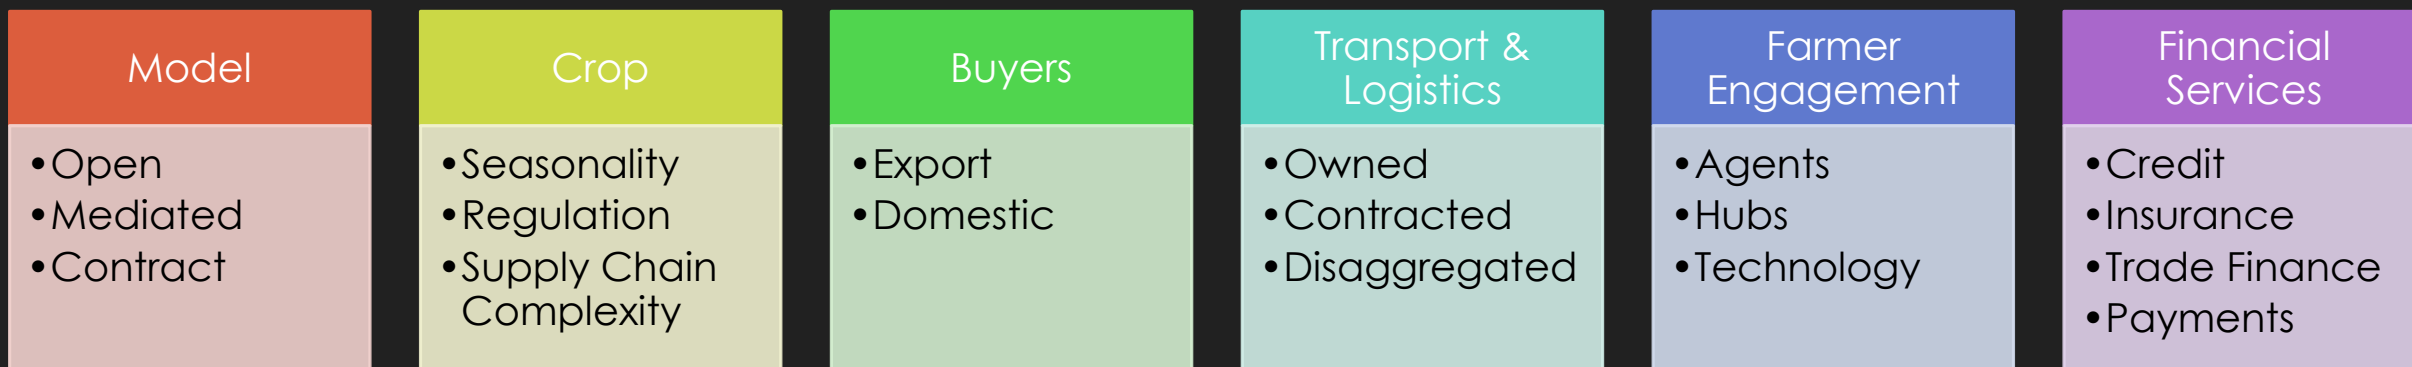 Model
•Open
•Mediated
•Contract
Crop
•Seasonality
•Regulation
•Supply Chain
Complexity
Buyers
•Export
•Domestic
Transport &
Logistics
•Owned
•Contracted
•Disaggregated
Farmer
Engagement
•Agents
•Hubs
•Technology
Financial
Services
•Credit
•Insurance
•Trade Finance
•Payments